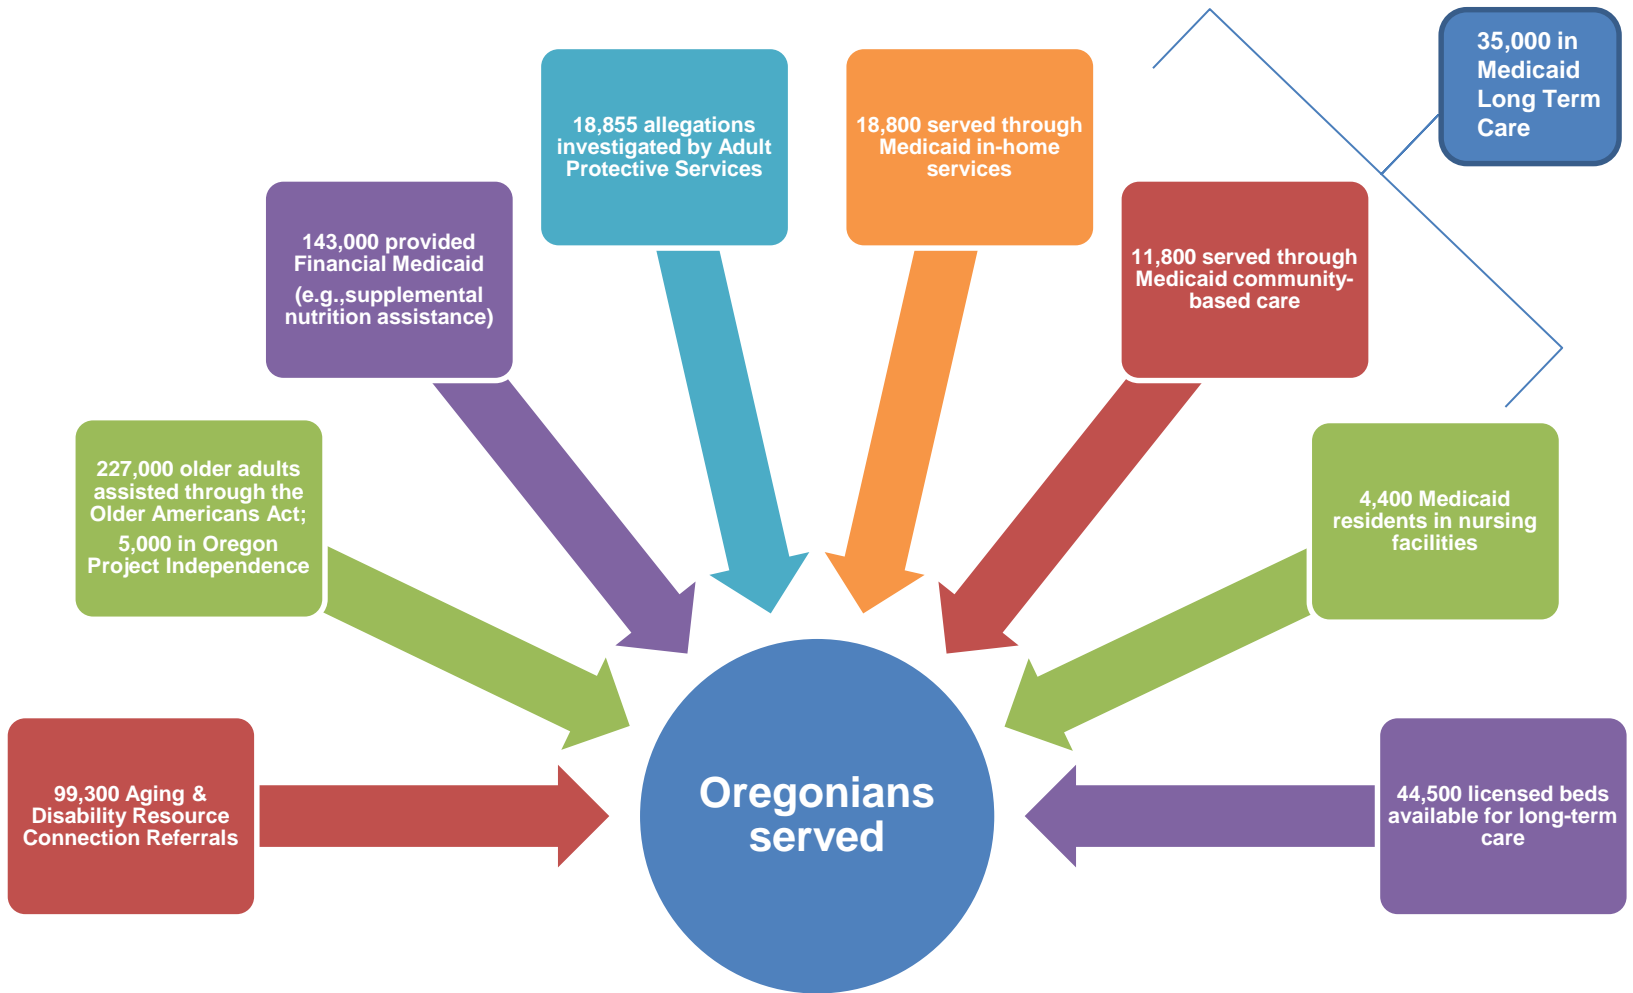 35,000 in
Medicaid
Long Term
Care
18,855 allegations
investigated by Adult
Protective Services
18,800 served through
Medicaid in-home
services
143,000 provided
Financial Medicaid
(e.g.,supplemental
nutrition assistance)
11,800 served through
Medicaid community-
based care
227,000 older adults
assisted through the
Older Americans Act;
5,000 in Oregon
Project Independence
4,400 Medicaid
residents in nursing
facilities
99,300 Aging &
Disability Resource
Connection Referrals
Oregonians
served
44,500 licensed beds
available for long-term
care